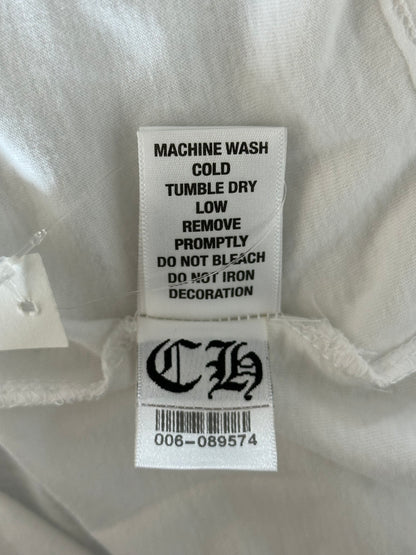 MACHINE WASH
COLD
TUMBLE DRY
LOW
REMOVE
PROMPTLY
DO NOT BLEACH
DO NOT IRON
DECORATION
CH
006-089574